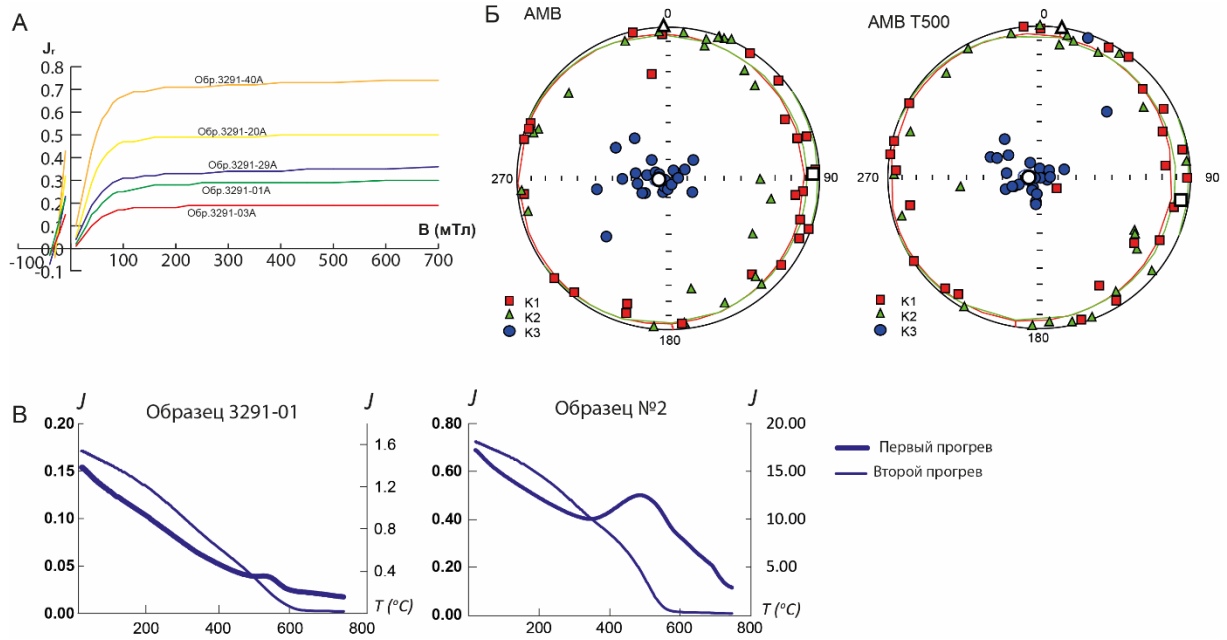 А
Jr
0.8
0.7
0.6
0.5
0.4
0.3
0.2
0.1
0.0
-0.1
Обр.3291-40А
Обр.3291-20А
Обр.3291-29А
Обр.3291-01А
Обр.3291-03А
B (мТл)
-100 100 200 300 400 500 600 700
Б
АМВ
0
270
90
180
K1
K2
K3
АМВ Т500
0
270
90
180
K1
K2
K3
В
J
Образец 3291-01
J
0.20
0.15
0.10
0.05
0.00
1.6
1.2
0.8
0.4
T (°C)
200 400 600 800
Образец №2
J
J
0.80
0.60
0.40
0.20
0.00
20.00
15.00
10.00
5.00
T (°C)
200 400 600 800
Первый прогрев
Второй прогрев